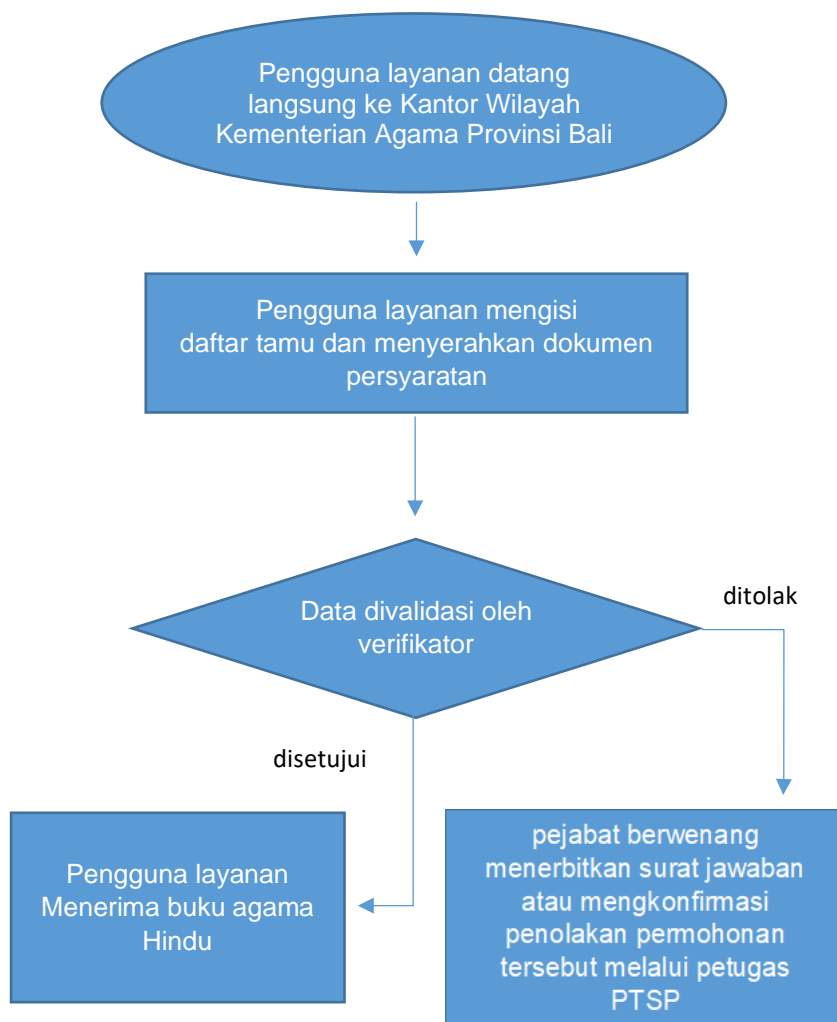 Pengguna layanan datang
langsung ke Kantor Wilayah
Kementerian Agama Provinsi Bali
Pengguna layanan mengisi
daftar tamu dan menyerahkan dokumen
persyaratan
Data divalidasi oleh
verifikator
ditolak
disetujui
Pengguna layanan
Menerima buku agama
Hindu
pejabat berwenang
menerbitkan surat jawaban
atau mengkonfirmasi
penolakan permohonan
tersebut melalui petugas
PTSP